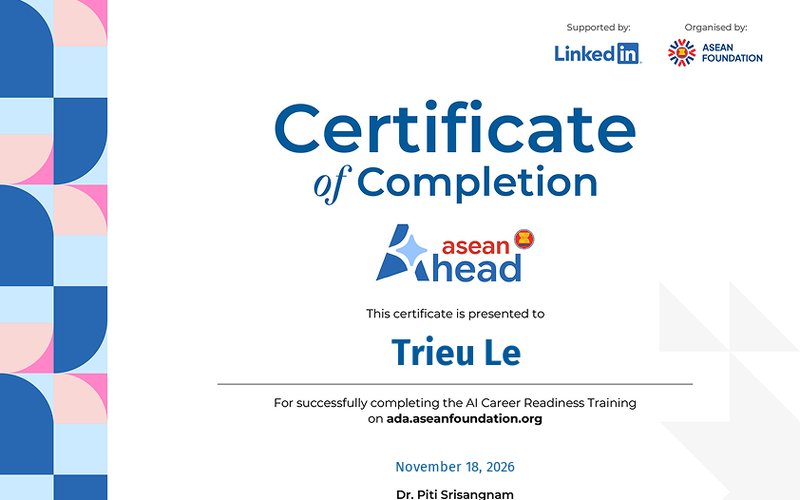 Supported by:
Organised by:
LinkedIn
ASEAN
FOUNDATION
Certificate
of Completion
asean
Ahead
This certificate is presented to
Trieu Le
For successfully completing the AI Career Readiness Training
on ada.aseanfoundation.org
November 18, 2026
Dr. Piti Srisangnam